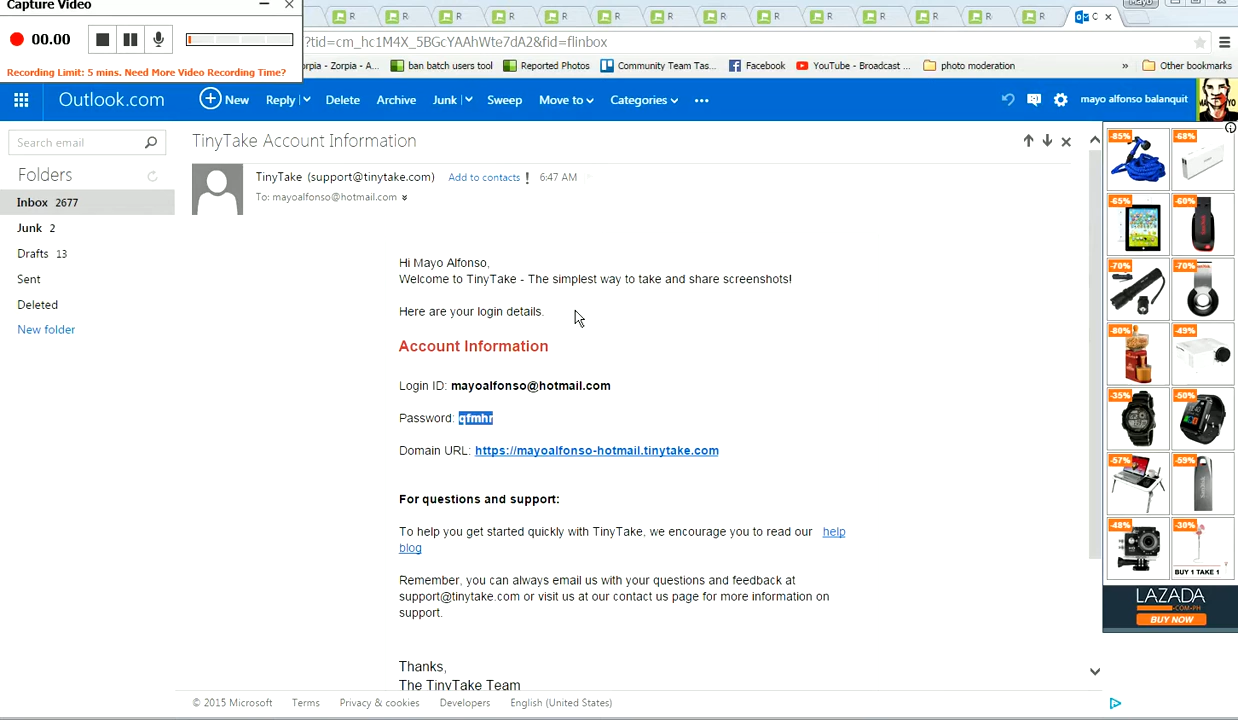 Capture Video
00.00
Recording Limit: 5 mins. Need More Video Recording Time?
R R R R R R R R R R R R R R C
Mayo
?tid=cm_hc1M4X_5BGcYAAhWte7dA2&fid=flinbox
rpia - Zorpia - A... ban batch users tool Reported Photos Community Team Tas... Facebook YouTube - Broadcast ... photo moderation » Other bookmarks
Outlook.com New Reply Delete Archive Junk Sweep Move to Categories ••• mayo alfonso balanquit
Search email
Folders
Inbox 2677
Junk 2
Drafts 13
Sent
Deleted
New folder
TinyTake Account Information
TinyTake (support@tinytake.com) Add to contacts ! 6:47 AM
To: mayoalfonso@hotmail.com
Hi Mayo Alfonso,
Welcome to TinyTake - The simplest way to take and share screenshots!
Here are your login details.
Account Information
Login ID: mayoalfonso@hotmail.com
Password: qfmhr
Domain URL: https://mayoalfonso-hotmail.tinytake.com
For questions and support:
To help you get started quickly with TinyTake, we encourage you to read our help
blog
Remember, you can always email us with your questions and feedback at
support@tinytake.com or visit us at our contact us page for more information on
support.
Thanks,
The TinyTake Team
-85% -68%
-65% -60%
-70% -70%
-80% -49%
-35% -50%
-57% -59%
-48% -30%
BUY 1 TAKE 1
LAZADA
.COM.PH
BUY NOW
© 2015 Microsoft Terms Privacy & cookies Developers English (United States)